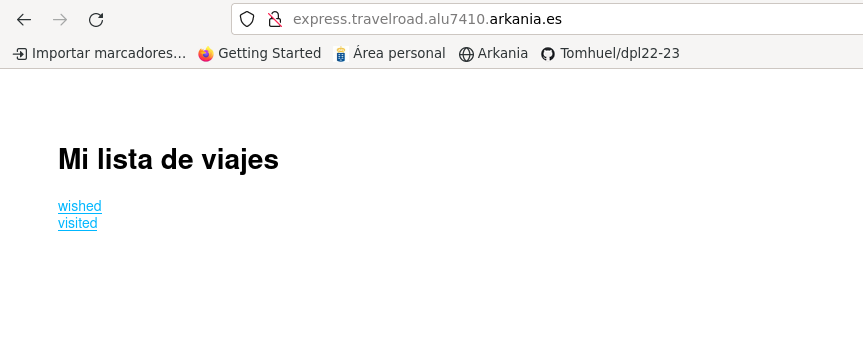 express.travelroad.alu7410.arkania.es
Importar marcadores... Getting Started Área personal Arkania Tomhuel/dpl22-23
Mi lista de viajes
wished
visited